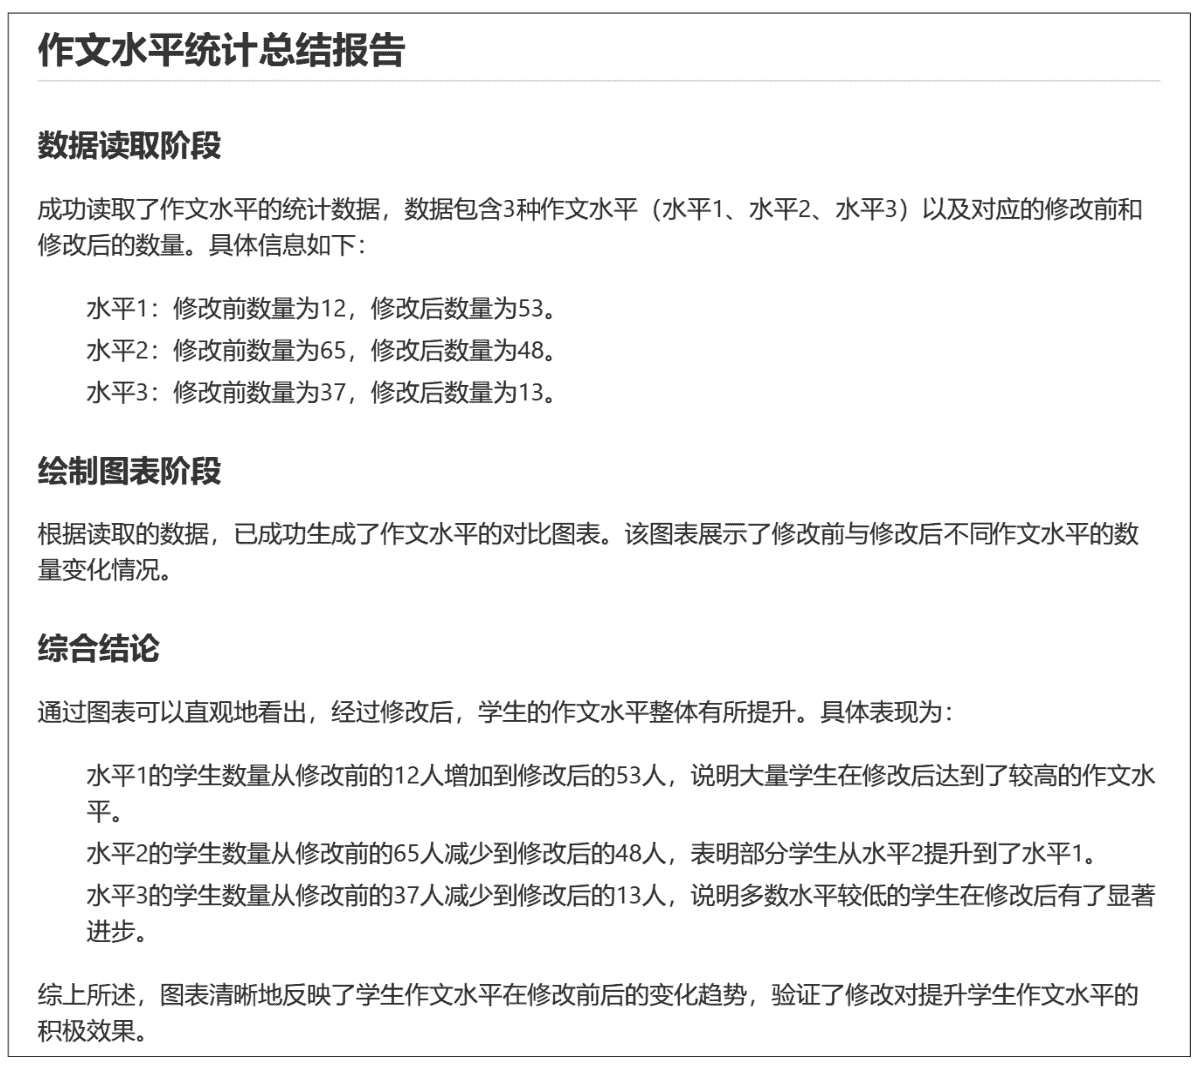 作文水平统计总结报告
数据读取阶段
成功读取了作文水平的统计数据，数据包含3种作文水平（水平1、水平2、水平3）以及对应的修改前和
修改后的数量。具体信息如下：
水平1：修改前数量为12，修改后数量为53。
水平2：修改前数量为65，修改后数量为48。
水平3：修改前数量为37，修改后数量为13。
绘制图表阶段
根据读取的数据，已成功生成了作文水平的对比图表。该图表展示了修改前与修改后不同作文水平的数
量变化情况。
综合结论
通过图表可以直观地看出，经过修改后，学生的作文水平整体有所提升。具体表现为：
水平1的学生数量从修改前的12人增加到修改后的53人，说明大量学生在修改后达到了较高的作文水
平。
水平2的学生数量从修改前的65人减少到修改后的48人，表明部分学生从水平2提升到了水平1。
水平3的学生数量从修改前的37人减少到修改后的13人，说明多数水平较低的学生在修改后有了显著
进步。
综上所述，图表清晰地反映了学生作文水平在修改前后的变化趋势，验证了修改对提升学生作文水平的
积极效果。